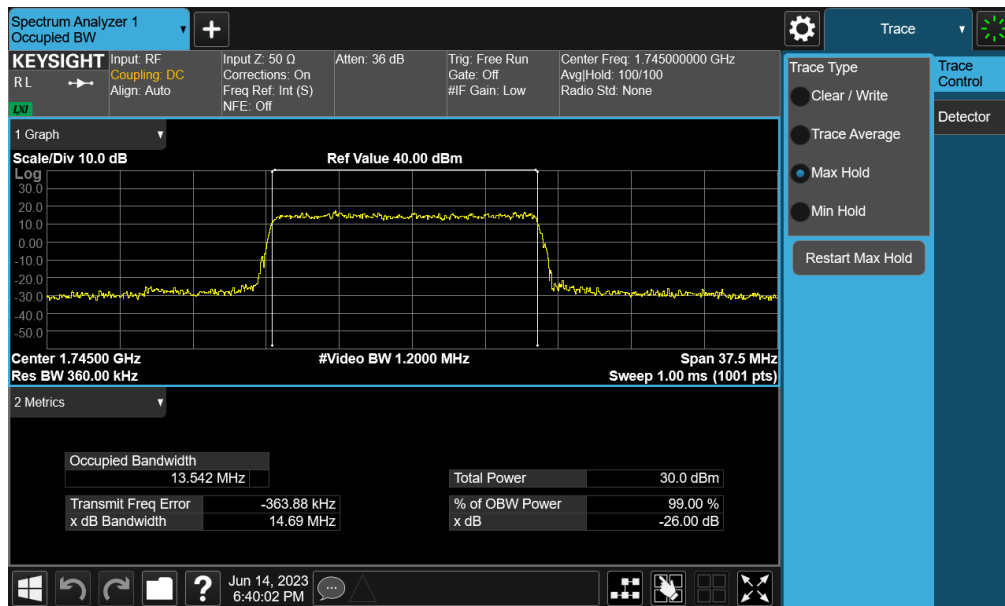 Spectrum Analyzer 1
Occupied BW
+
Trace
KEYSIGHT
R L
LXI
Input: RF
Coupling: DC
Align: Auto
Input Z: 50 Ω
Corrections: On
Freq Ref: Int (S)
NFE: Off
Atten: 36 dB
Trig: Free Run
Gate: Off
#IF Gain: Low
Center Freq: 1.745000000 GHz
Avg|Hold: 100/100
Radio Std: None
Trace Type
Clear / Write
Trace Average
Max Hold
Min Hold
Restart Max Hold
Trace
Control
Detector
1 Graph
Scale/Div 10.0 dB
Ref Value 40.00 dBm
Log
30.0
20.0
10.0
0.00
-10.0
-20.0
-30.0
-40.0
-50.0
Center 1.74500 GHz
#Video BW 1.2000 MHz
Span 37.5 MHz
Res BW 360.00 kHz
Sweep 1.00 ms (1001 pts)
2 Metrics
Occupied Bandwidth
13.542 MHz
Total Power 30.0 dBm
Transmit Freq Error -363.88 kHz
% of OBW Power 99.00 %
x dB Bandwidth 14.69 MHz
x dB -26.00 dB
?
Jun 14, 2023
6:40:02 PM